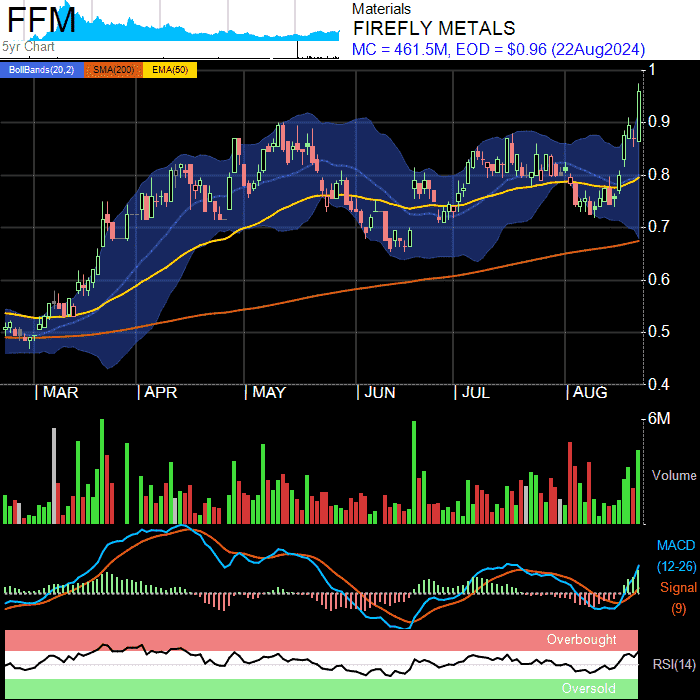 FFM
5yr Chart
Materials
FIREFLY METALS
MC = 461.5M, EOD = $0.96 (22Aug2024)
BollBands(20,2) SMA(200) EMA(50)
1
0.9
0.8
0.7
0.6
0.5
0.4
MAR APR MAY JUN JUL AUG
6M
Volume
MACD
(12-26)
Signal
(9)
Overbought
RSI(14)
Oversold